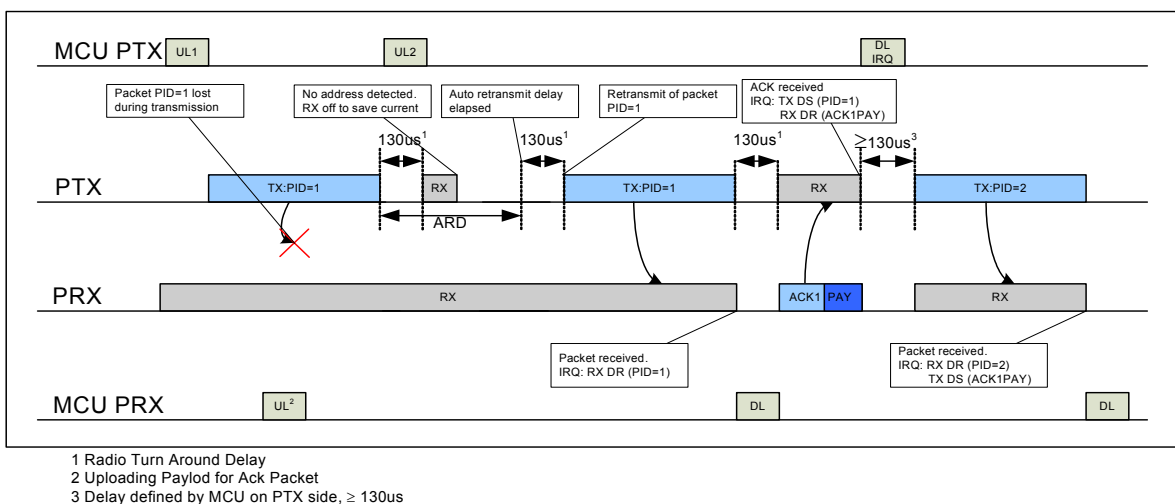 MCU PTX
UL1
UL2
DL
IRQ
Packet PID=1 lost
during transmission
No address detected.
RX off to save current
Auto retransmit delay
elapsed
Retransmit of packet
PID=1
ACK received
IRQ: TX DS (PID=1)
RX DR (ACK1PAY)
130us¹
130us¹
130us¹
≥130us³
PTX
TX:PID=1
RX
TX:PID=1
RX
TX:PID=2
ARD
PRX
RX
ACK1
PAY
RX
Packet received.
IRQ: RX DR (PID=1)
Packet received.
IRQ: RX DR (PID=2)
TX DS (ACK1PAY)
MCU PRX
UL²
DL
DL
1 Radio Turn Around Delay
2 Uploading Paylod for Ack Packet
3 Delay defined by MCU on PTX side, ≥ 130us